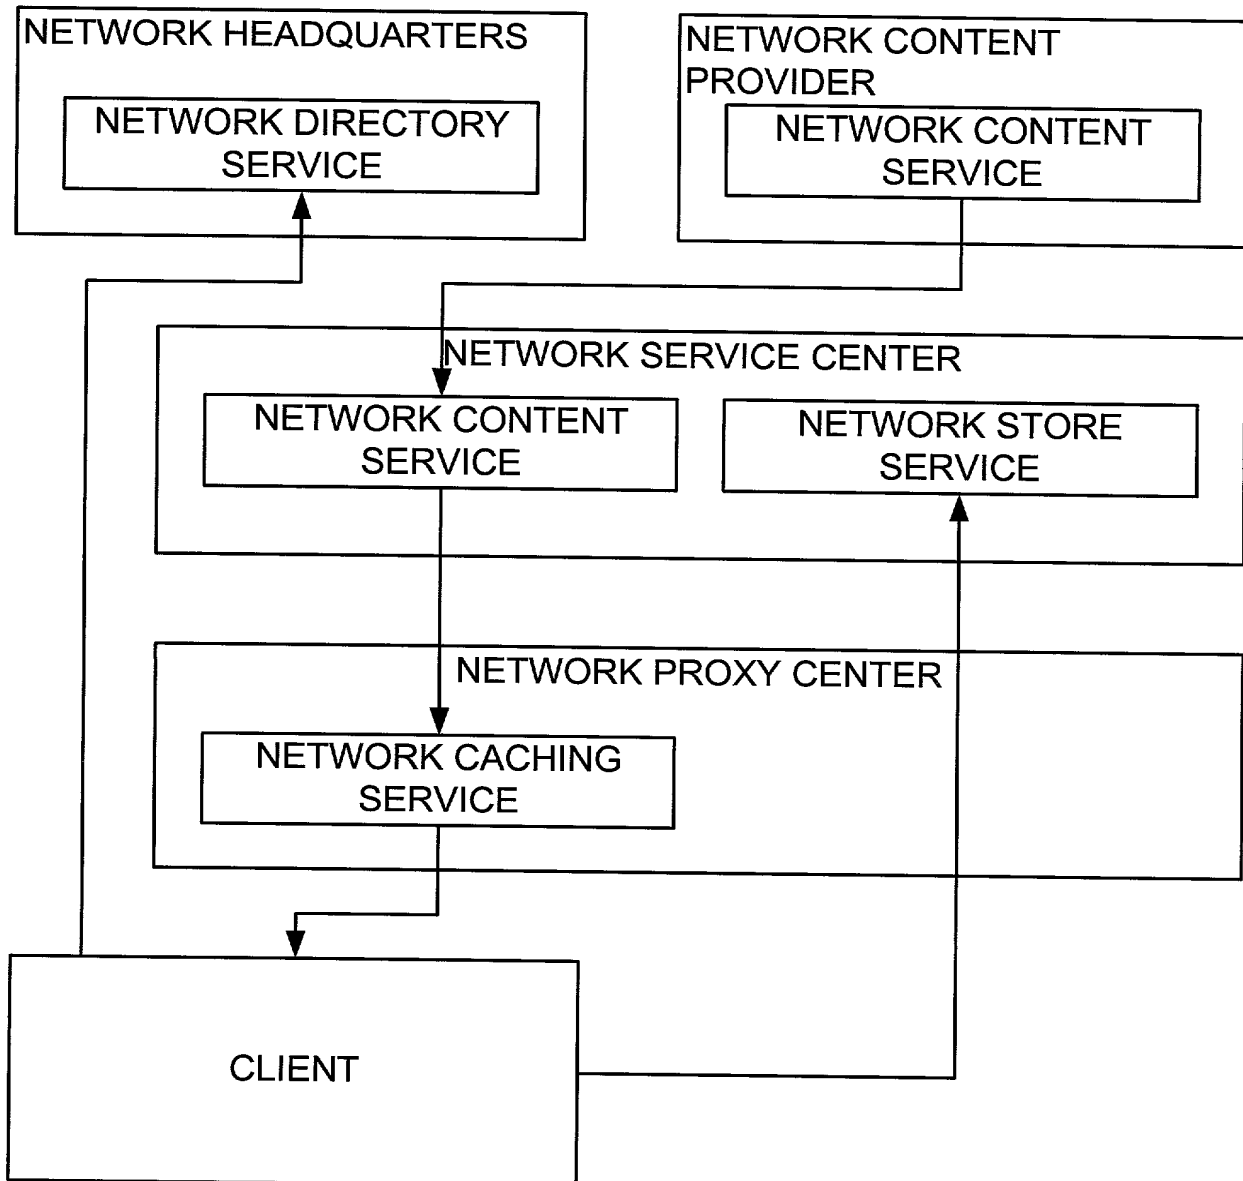 NETWORK HEADQUARTERS
NETWORK DIRECTORY
SERVICE
NETWORK CONTENT
PROVIDER
NETWORK CONTENT
SERVICE
NETWORK SERVICE CENTER
NETWORK CONTENT
SERVICE
NETWORK STORE
SERVICE
NETWORK PROXY CENTER
NETWORK CACHING
SERVICE
CLIENT